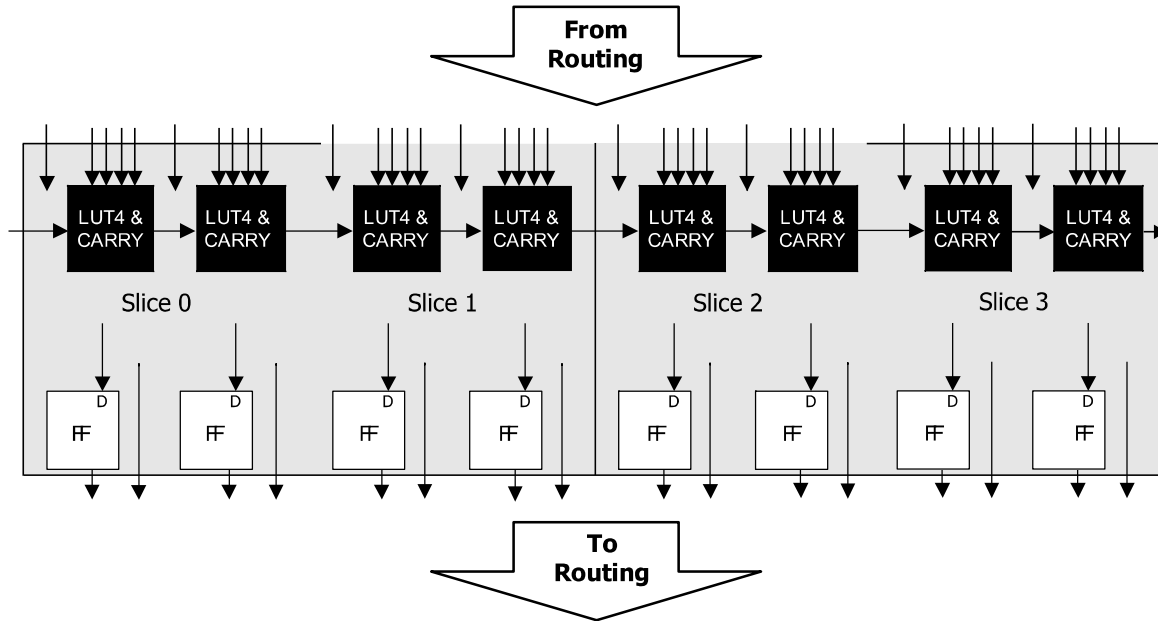 From
Routing
LUT4 &
CARRY
LUT4 &
CARRY
LUT4 &
CARRY
LUT4 &
CARRY
LUT4 &
CARRY
LUT4 &
CARRY
LUT4 &
CARRY
LUT4 &
CARRY
Slice 0
Slice 1
Slice 2
Slice 3
D
FF
D
FF
D
FF
D
FF
D
FF
D
FF
D
FF
D
FF
To
Routing